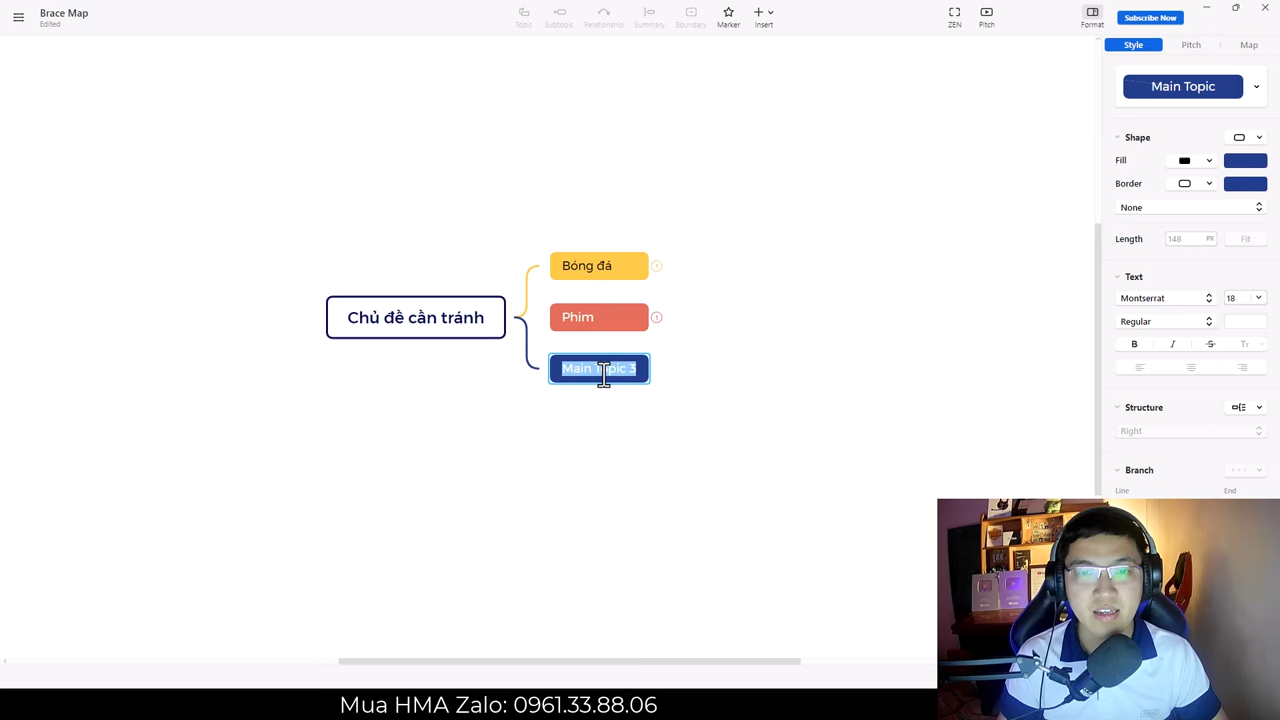 Brace Map
Edited
Topic
Subtopic
Relationship
Summary
Boundary
Marker
Insert
ZEN
Pitch
Format
Subscribe Now
Style
Pitch
Map
Main Topic
Shape
Fill
Border
None
Length
148
PX
Fit
Text
Montserrat
18
Regular
B
I
S
Tr
Structure
Right
Branch
Line
End
Chủ đề cần tránh
Bóng đá
Phim
Main Topic 3
Mua HMA Zalo: 0961.33.88.06